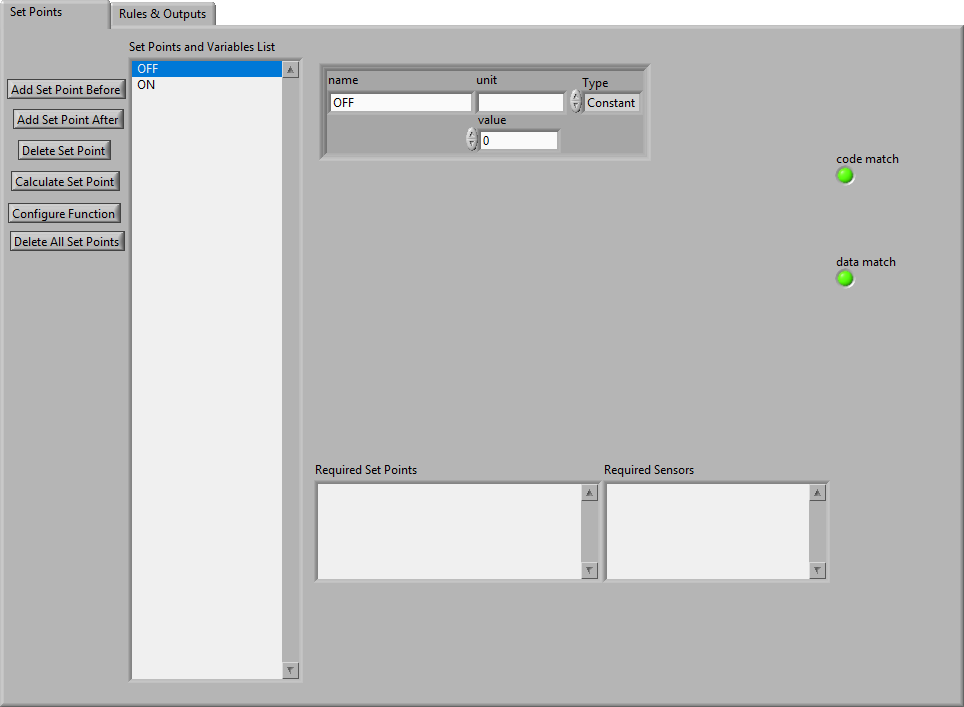 Set Points
Rules & Outputs
Set Points and Variables List
OFF
ON
Add Set Point Before
Add Set Point After
Delete Set Point
Calculate Set Point
Configure Function
Delete All Set Points
name
unit
Type
OFF
Constant
value
0
code match
data match
Required Set Points
Required Sensors